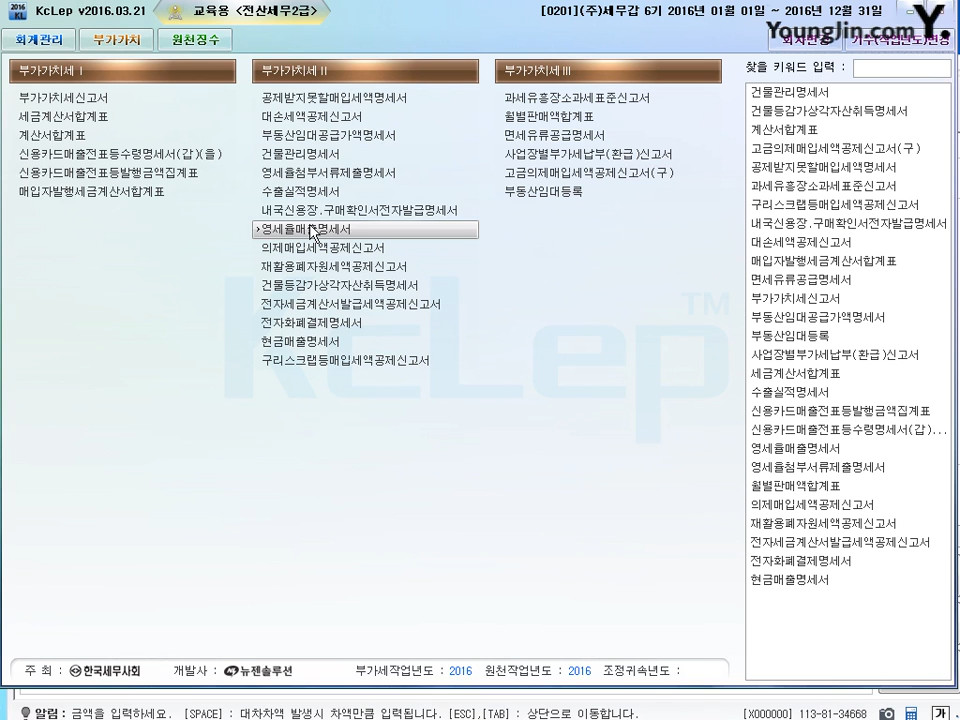 2016 KL KcLep v2016.03.21 교육용 <전산세무2급> [0201](주)세무갑 6기 2016년 01월 01일 ~ 2016년 12월 31일
YoungJin.com Y.
회계관리 부가가치 원천징수
부가가치세 I
부가가치세신고서
세금계산서합계표
계산서합계표
신용카드매출전표등수령명세서(갑)(을)
신용카드매출전표등발행금액집계표
매입자발행세금계산서합계표
부가가치세 II
공제받지못할매입세액명세서
대손세액공제신고서
부동산임대공급가액명세서
건물관리명세서
영세율첨부서류제출명세서
수출실적명세서
내국신용장.구매확인서전자발급명세서
영세율매출명세서
의제매입세액공제신고서
재활용폐자원세액공제신고서
건물등감가상각자산취득명세서
전자세금계산서발급세액공제신고서
전자화폐결제명세서
현금매출명세서
구리스크랩등매입세액공제신고서
부가가치세 III
과세유흥장소과세표준신고서
월별판매액합계표
면세유류공급명세서
사업장별부가세납부(환급)신고서
고금의제매입세액공제신고서(구)
부동산임대등록
KcLep TM
찾을 키워드 입력 :
건물관리명세서
건물등감가상각자산취득명세서
계산서합계표
고금의제매입세액공제신고서(구)
공제받지못할매입세액명세서
과세유흥장소과세표준신고서
구리스크랩등매입세액공제신고서
내국신용장.구매확인서전자발급명세서
대손세액공제신고서
매입자발행세금계산서합계표
면세유류공급명세서
부가가치세신고서
부동산임대공급가액명세서
부동산임대등록
사업장별부가세납부(환급)신고서
세금계산서합계표
수출실적명세서
신용카드매출전표등발행금액집계표
신용카드매출전표등수령명세서(갑)...
영세율매출명세서
영세율첨부서류제출명세서
월별판매액합계표
의제매입세액공제신고서
재활용폐자원세액공제신고서
전자세금계산서발급세액공제신고서
전자화폐결제명세서
현금매출명세서
주 최 : 한국세무사회 개발사 : 뉴젠솔루션 부가세작업년도 : 2016 원천작업년도 : 2016 조정귀속년도 :
알림: 금액을 입력하세요. [SPACE] : 대차차액 발생시 차액만큼 입력됩니다. [ESC],[TAB] : 상단으로 이동합니다. [X000000] 113-81-34668 가